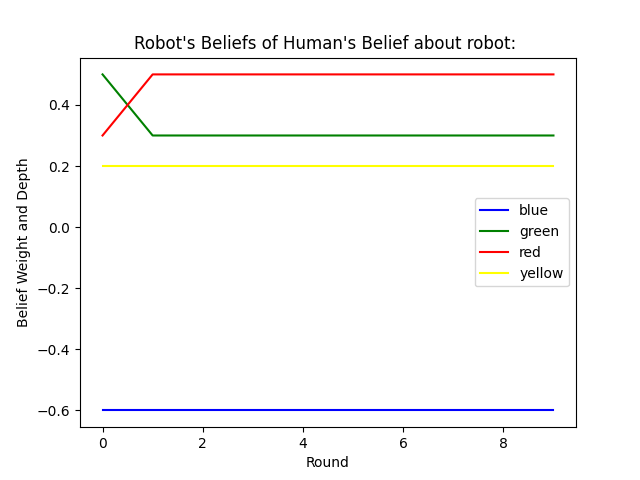 Robot's Beliefs of Human's Belief about robot:
Belief Weight and Depth
0.4
0.2
0.0
−0.2
−0.4
−0.6
blue
green
red
yellow
0 2 4 6 8
Round